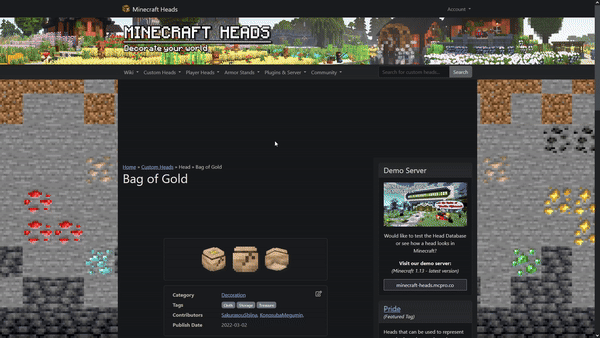 Minecraft Heads
Account
MINECRAFT HEADS
Decorate your world
Wiki Custom Heads Player Heads Armor Stands Plugins & Server Community
Search for custom heads...
Search
Home » Custom Heads » Head » Bag of Gold
Bag of Gold
Category Decoration
Tags Cloth Storage Treasure
Contributors
Publish Date 2022-03-02
Demo Server
Would like to test the Head Database
or see how a head looks in
Minecraft?
Visit our demo server:
(Minecraft 1.13 - latest version)
minecraft-heads.mcpro.co
Pride
(Featured Tag)
Heads that can be used to represent